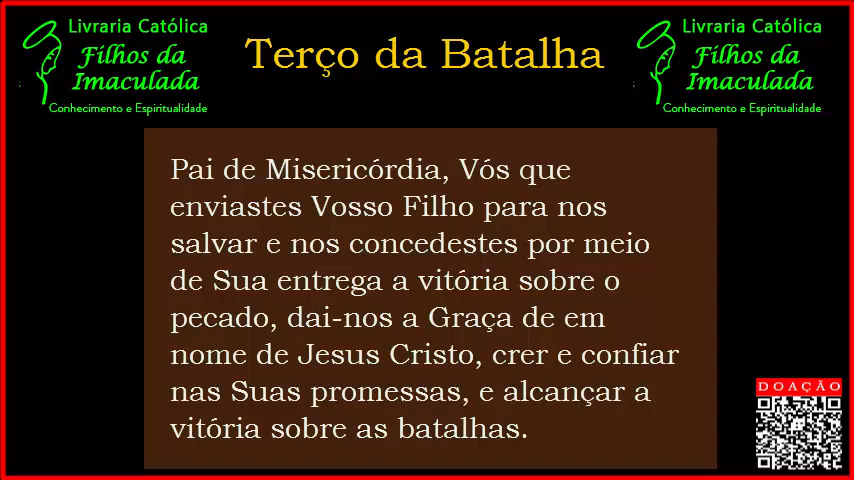 Livraria Católica
Filhos da
Imaculada
Conhecimento e Espiritualidade
Terço da Batalha
Livraria Católica
Filhos da
Imaculada
Conhecimento e Espiritualidade
Pai de Misericórdia, Vós que
enviastes Vosso Filho para nos
salvar e nos concedestes por meio
de Sua entrega a vitória sobre o
pecado, dai-nos a Graça de em
nome de Jesus Cristo, crer e confiar
nas Suas promessas, e alcançar a
vitória sobre as batalhas.
DOAÇÃO